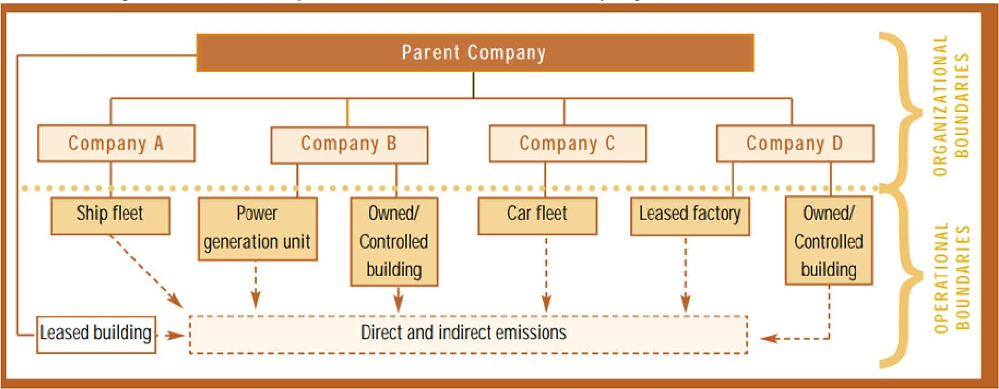 Parent Company
ORGANIZATIONAL
BOUNDARIES
Company A
Company B
Company C
Company D
Ship fleet
Power
generation unit
Owned/
Controlled
building
Car fleet
Leased factory
Owned/
Controlled
building
OPERATIONAL
BOUNDARIES
Leased building
Direct and indirect emissions